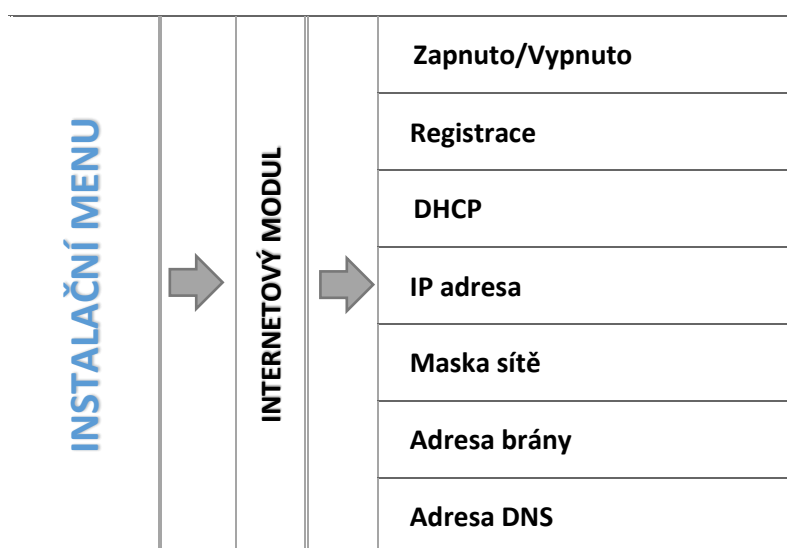 INSTALAČNÍ MENU
INTERNETOVÝ MODUL
Zapnuto/Vypnuto
Registrace
DHCP
IP adresa
Maska sítě
Adresa brány
Adresa DNS